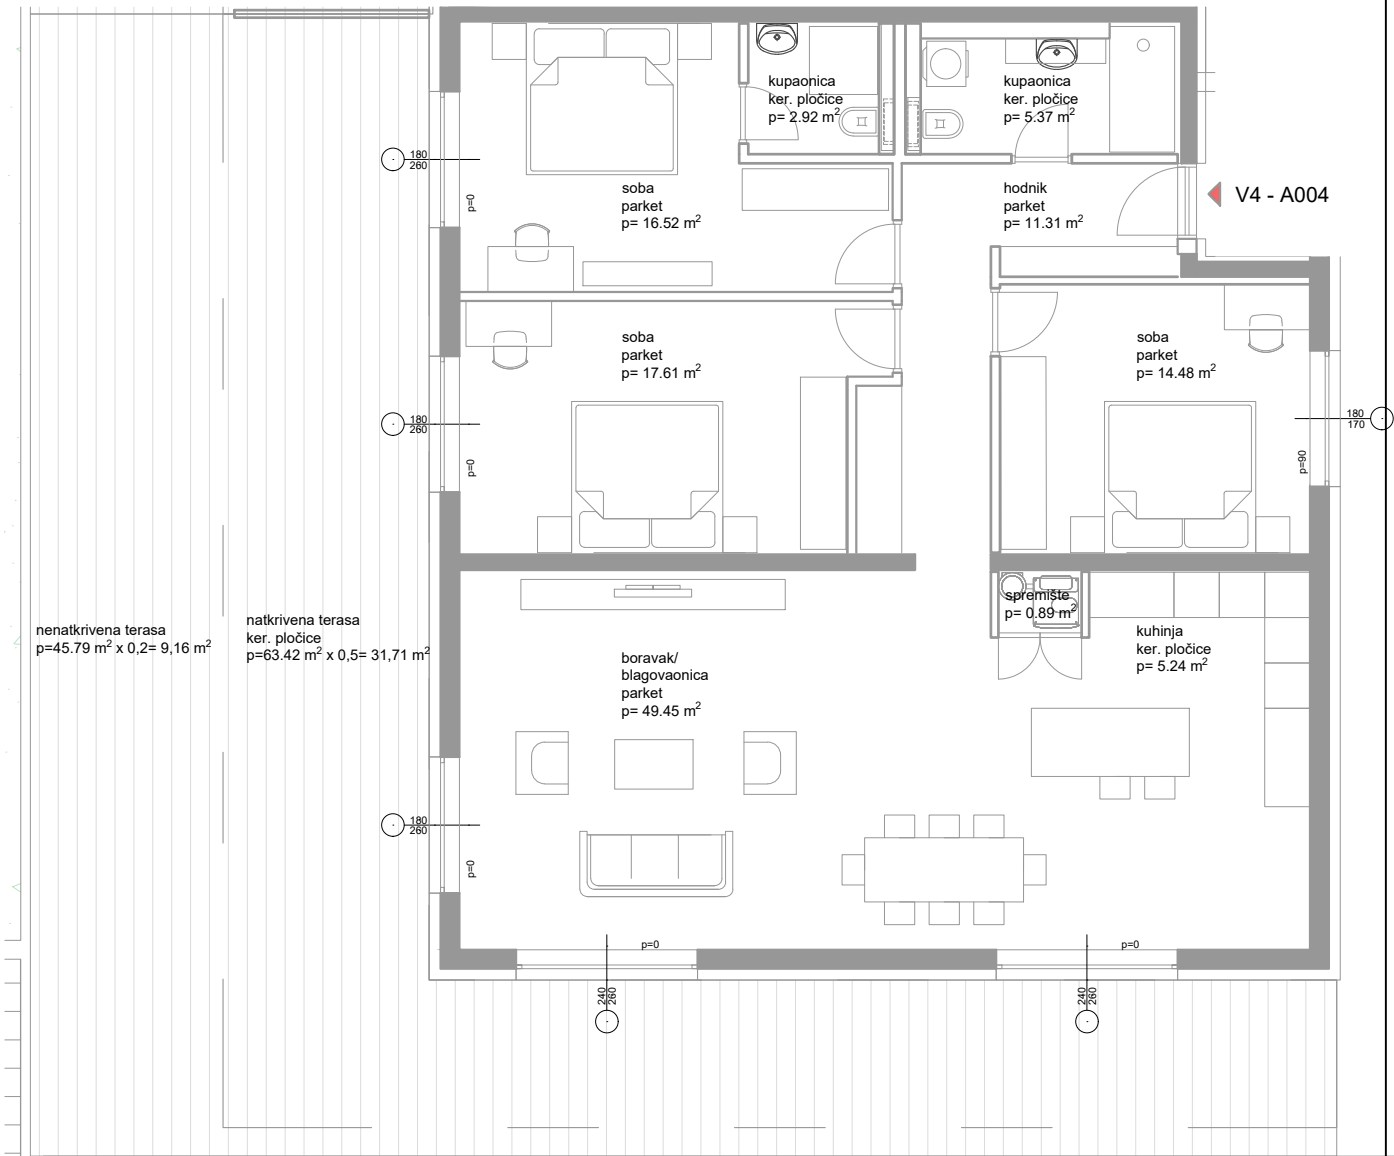 kupaonica
ker. pločice
p= 2.92 m²
kupaonica
ker. pločice
p= 5.37 m²
180
260
p=0
soba
parket
p= 16.52 m²
hodnik
parket
p= 11.31 m²
V4 - A004
soba
parket
p= 17.61 m²
soba
parket
p= 14.48 m²
180
260
p=0
180
170
p=90
spremište
p= 0.89 m²
nenatkrivena terasa
p=45.79 m² x 0,2= 9,16 m²
natkrivena terasa
ker. pločice
p=63.42 m² x 0,5= 31,71 m²
boravak/
blagovaonica
parket
p= 49.45 m²
kuhinja
ker. pločice
p= 5.24 m²
180
260
p=0
p=0
p=0
240
260
240
260